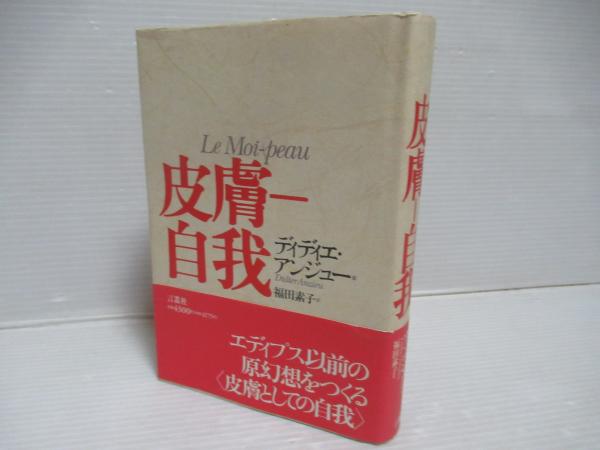 Le Moi-peau
皮膚—
自我
ディディエ・
アンジュー著
Didier Anzieu
福田素子訳
言叢社
エディプス以前の
原幻想をつくる
〈皮膚としての自我〉
皮膚—自我